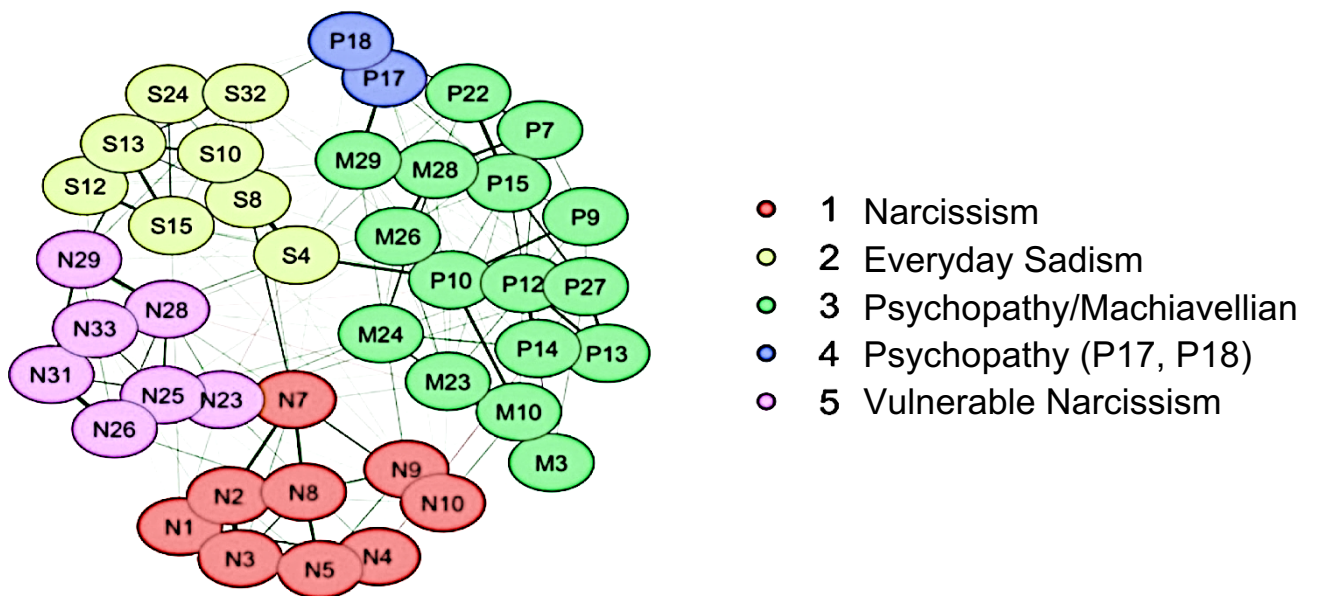 P18
P17
S24
S32
P22
P7
S13
S10
M29
M28
P15
S12
S8
S15
P9
M26
S4
N29
P10
P12
P27
N28
N33
M24
P14
P13
N31
M23
N25
N23
N7
M10
N26
M3
N9
N2
N8
N10
N1
N3
N5
N4
1 Narcissism
2 Everyday Sadism
3 Psychopathy/Machiavellian
4 Psychopathy (P17, P18)
5 Vulnerable Narcissism